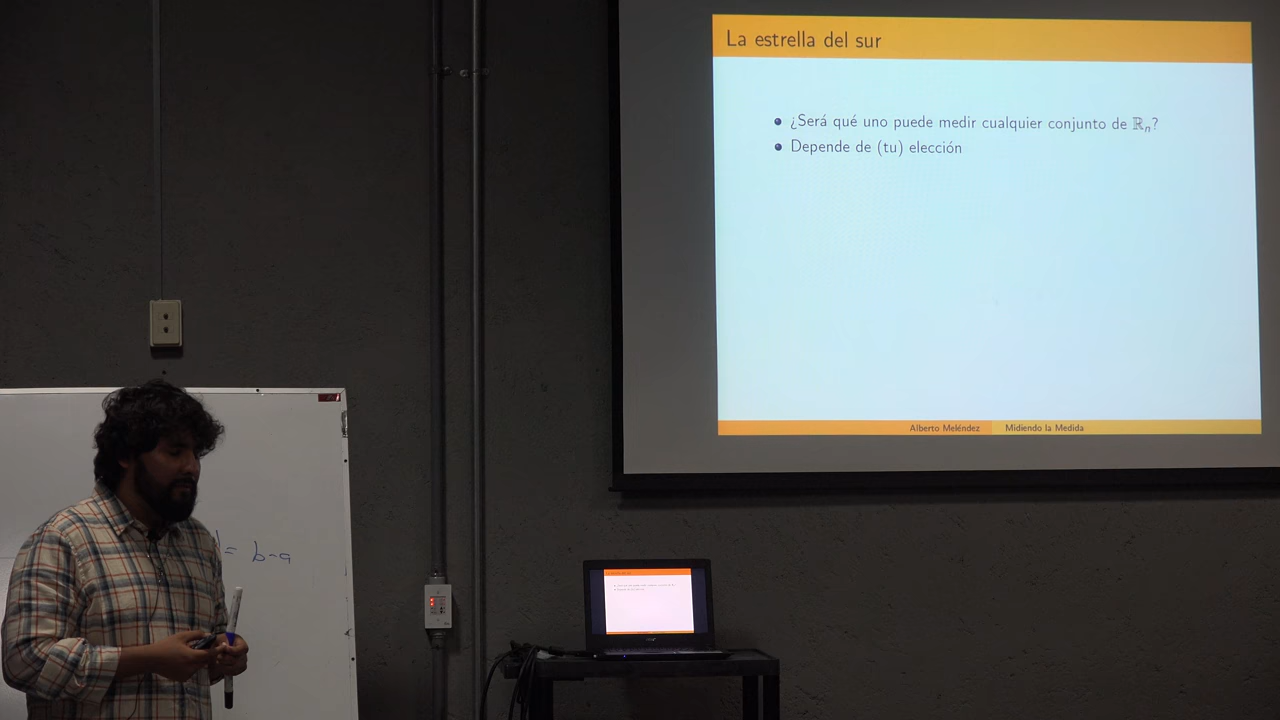 La estrella del sur
¿Será qué uno puede medir cualquier conjunto de ℝₙ?
Depende de (tu) elección
Alberto Meléndez
Midiendo la Medida
= b-a